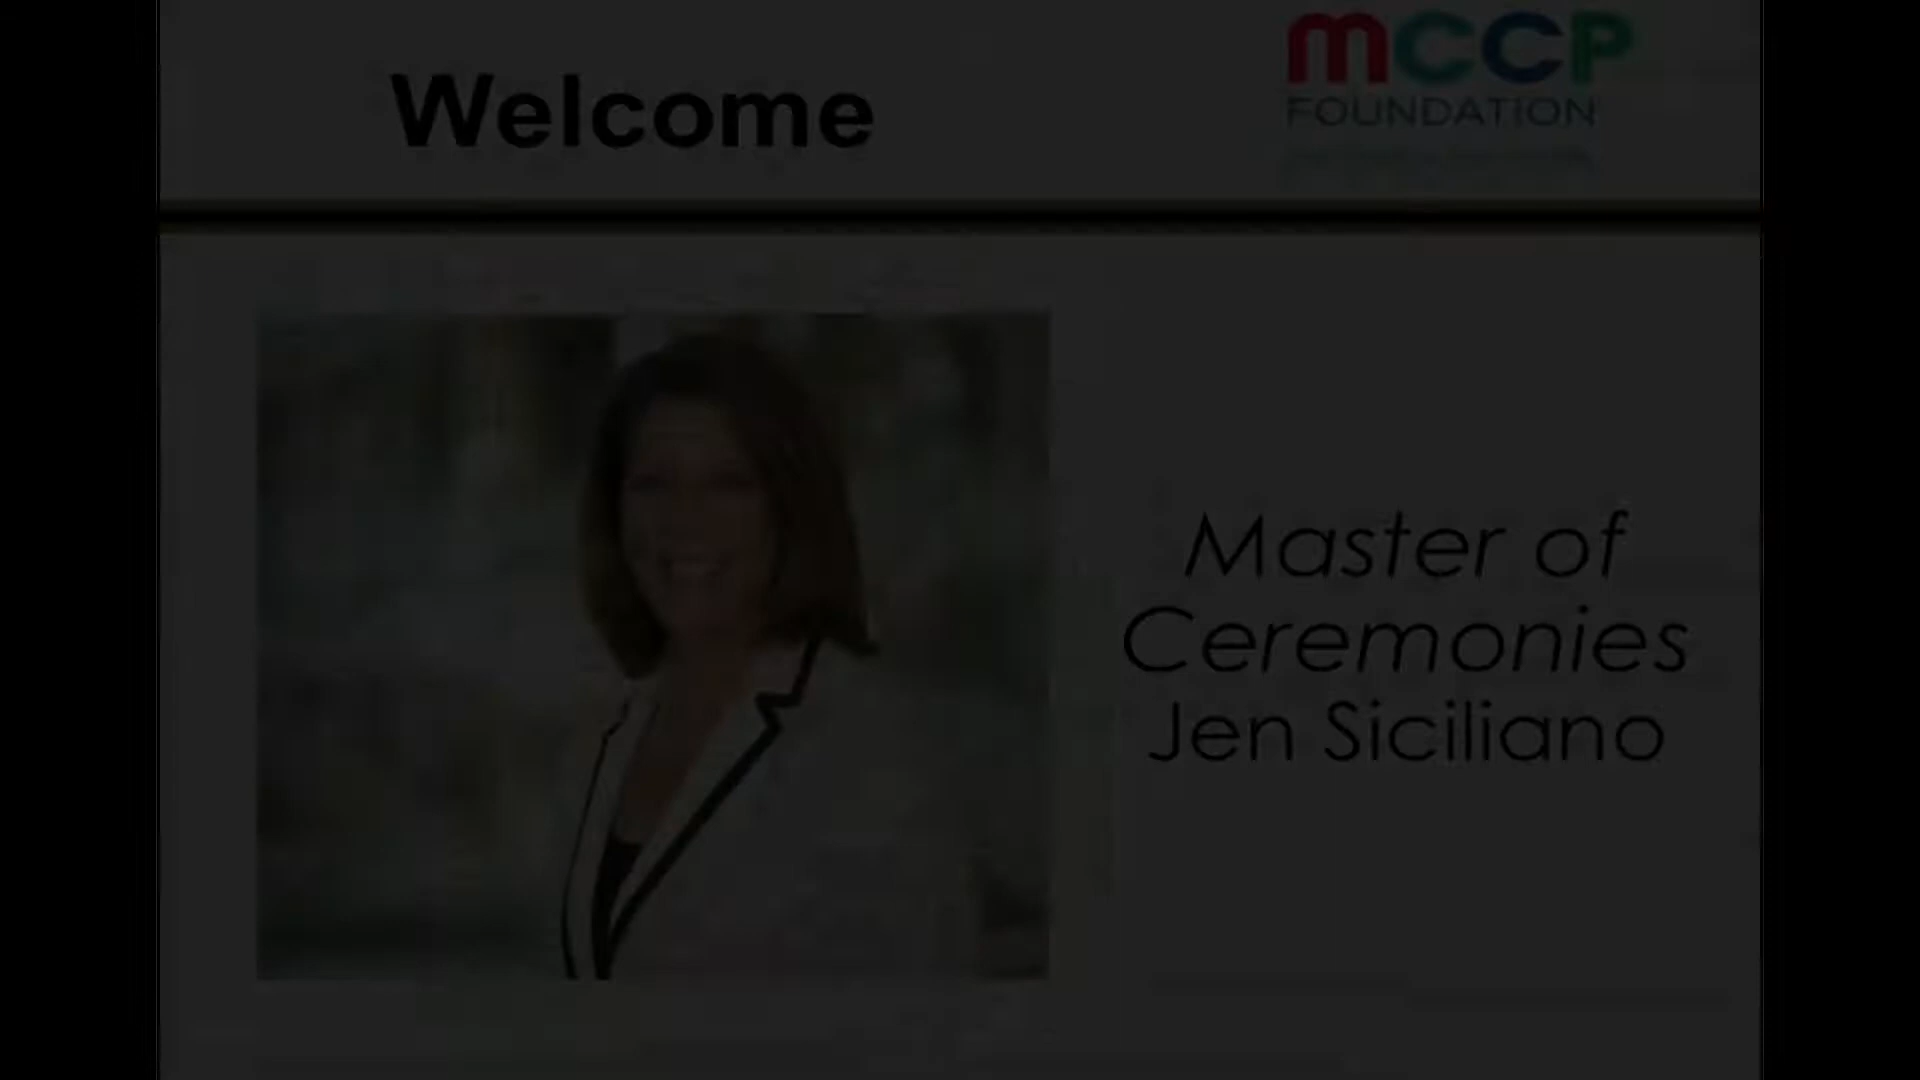 Welcome
mccp
FOUNDATION
Master of
Ceremonies
Jen Siciliano